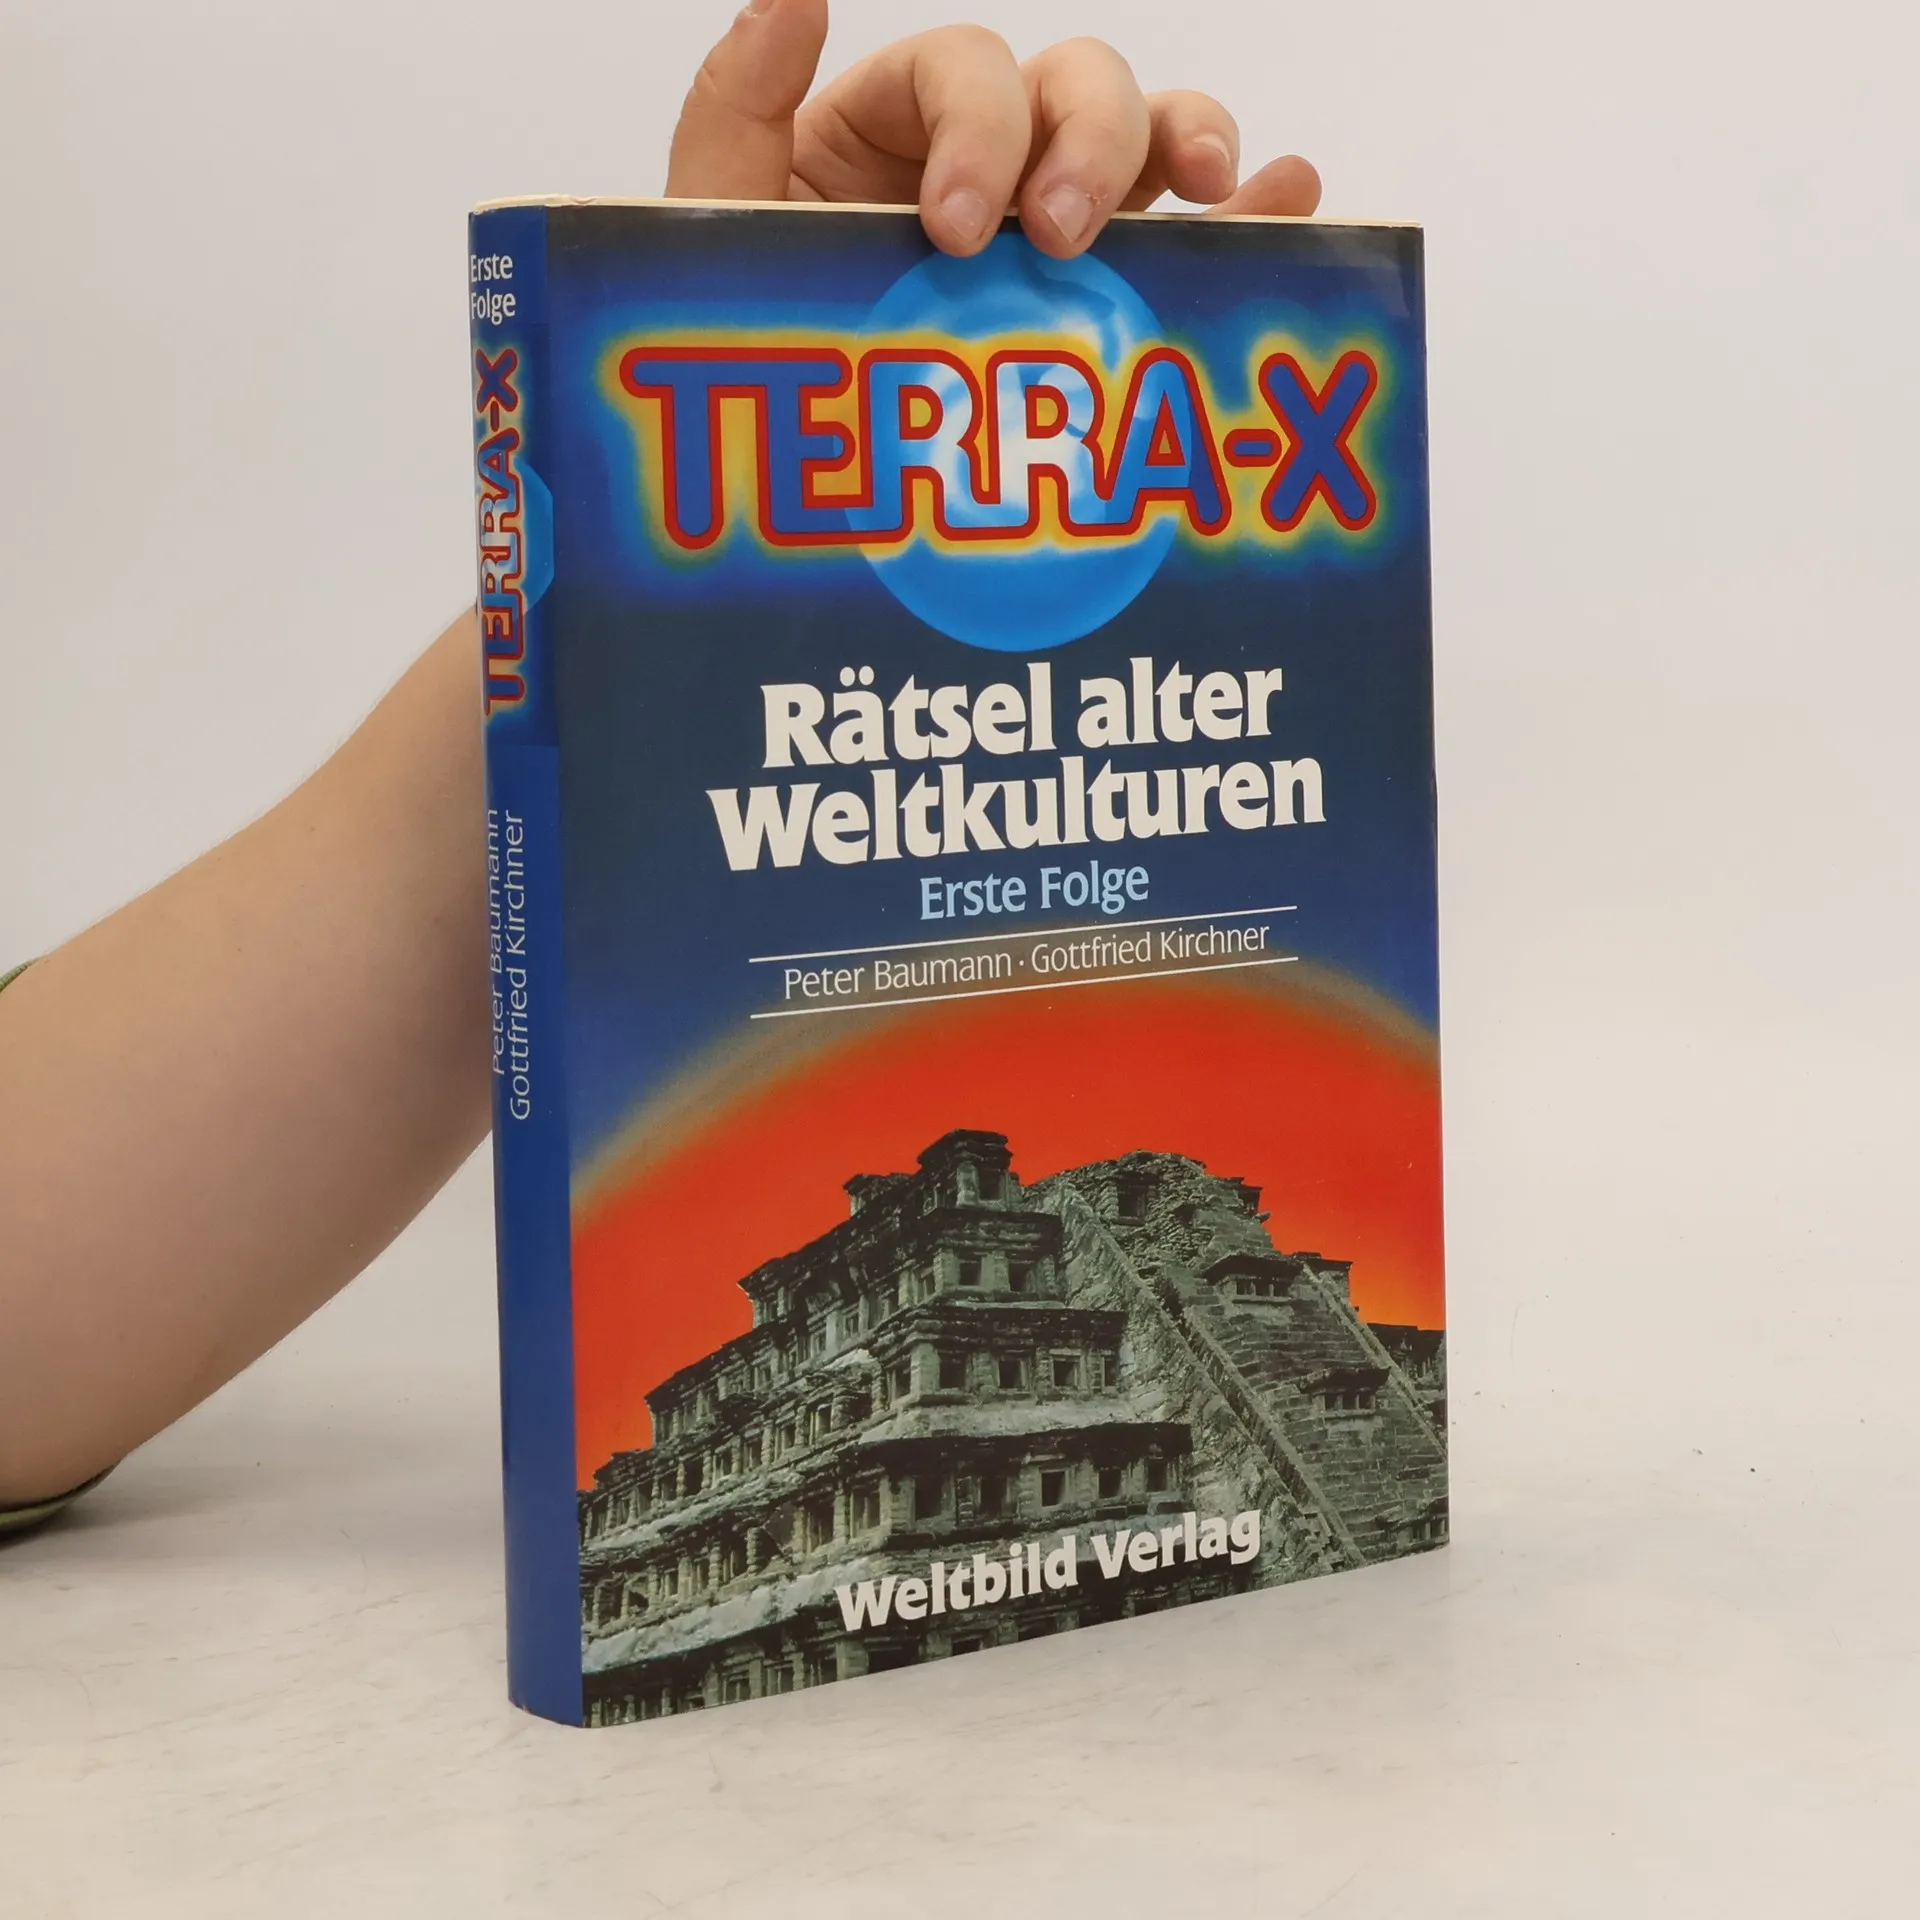 Erste
Folge
TERRA-X
Peter Baumann
Gottfried Kirchner
TERRA-X
Rätsel alter
Weltkulturen
Erste Folge
Peter Baumann · Gottfried Kirchner
Weltbild Verlag